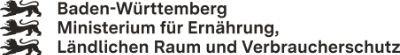 Baden-Württemberg
Ministerium für Ernährung,
Ländlichen Raum und Verbraucherschutz